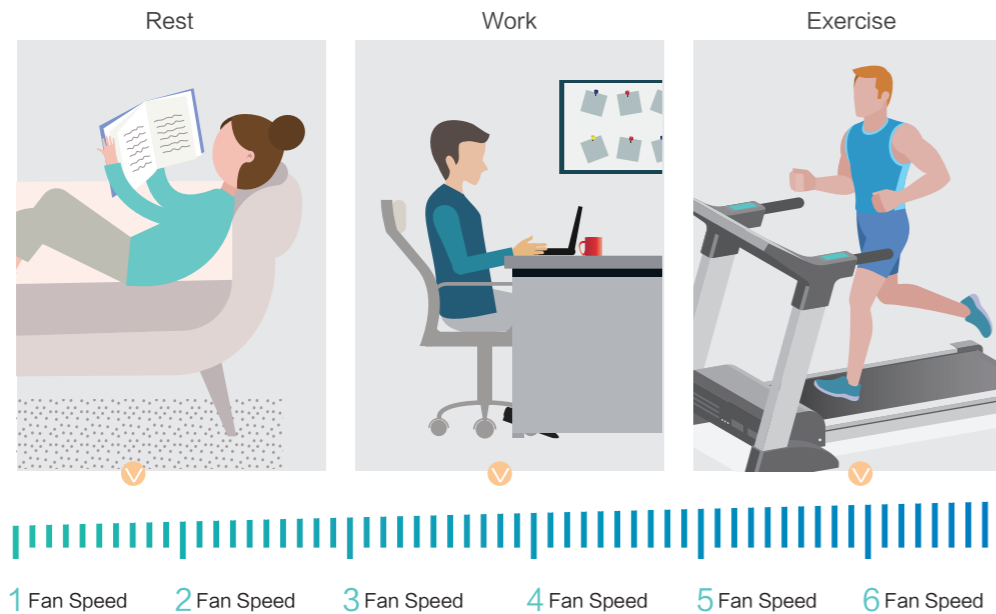 Rest
Work
Exercise
1 Fan Speed
2 Fan Speed
3 Fan Speed
4 Fan Speed
5 Fan Speed
6 Fan Speed